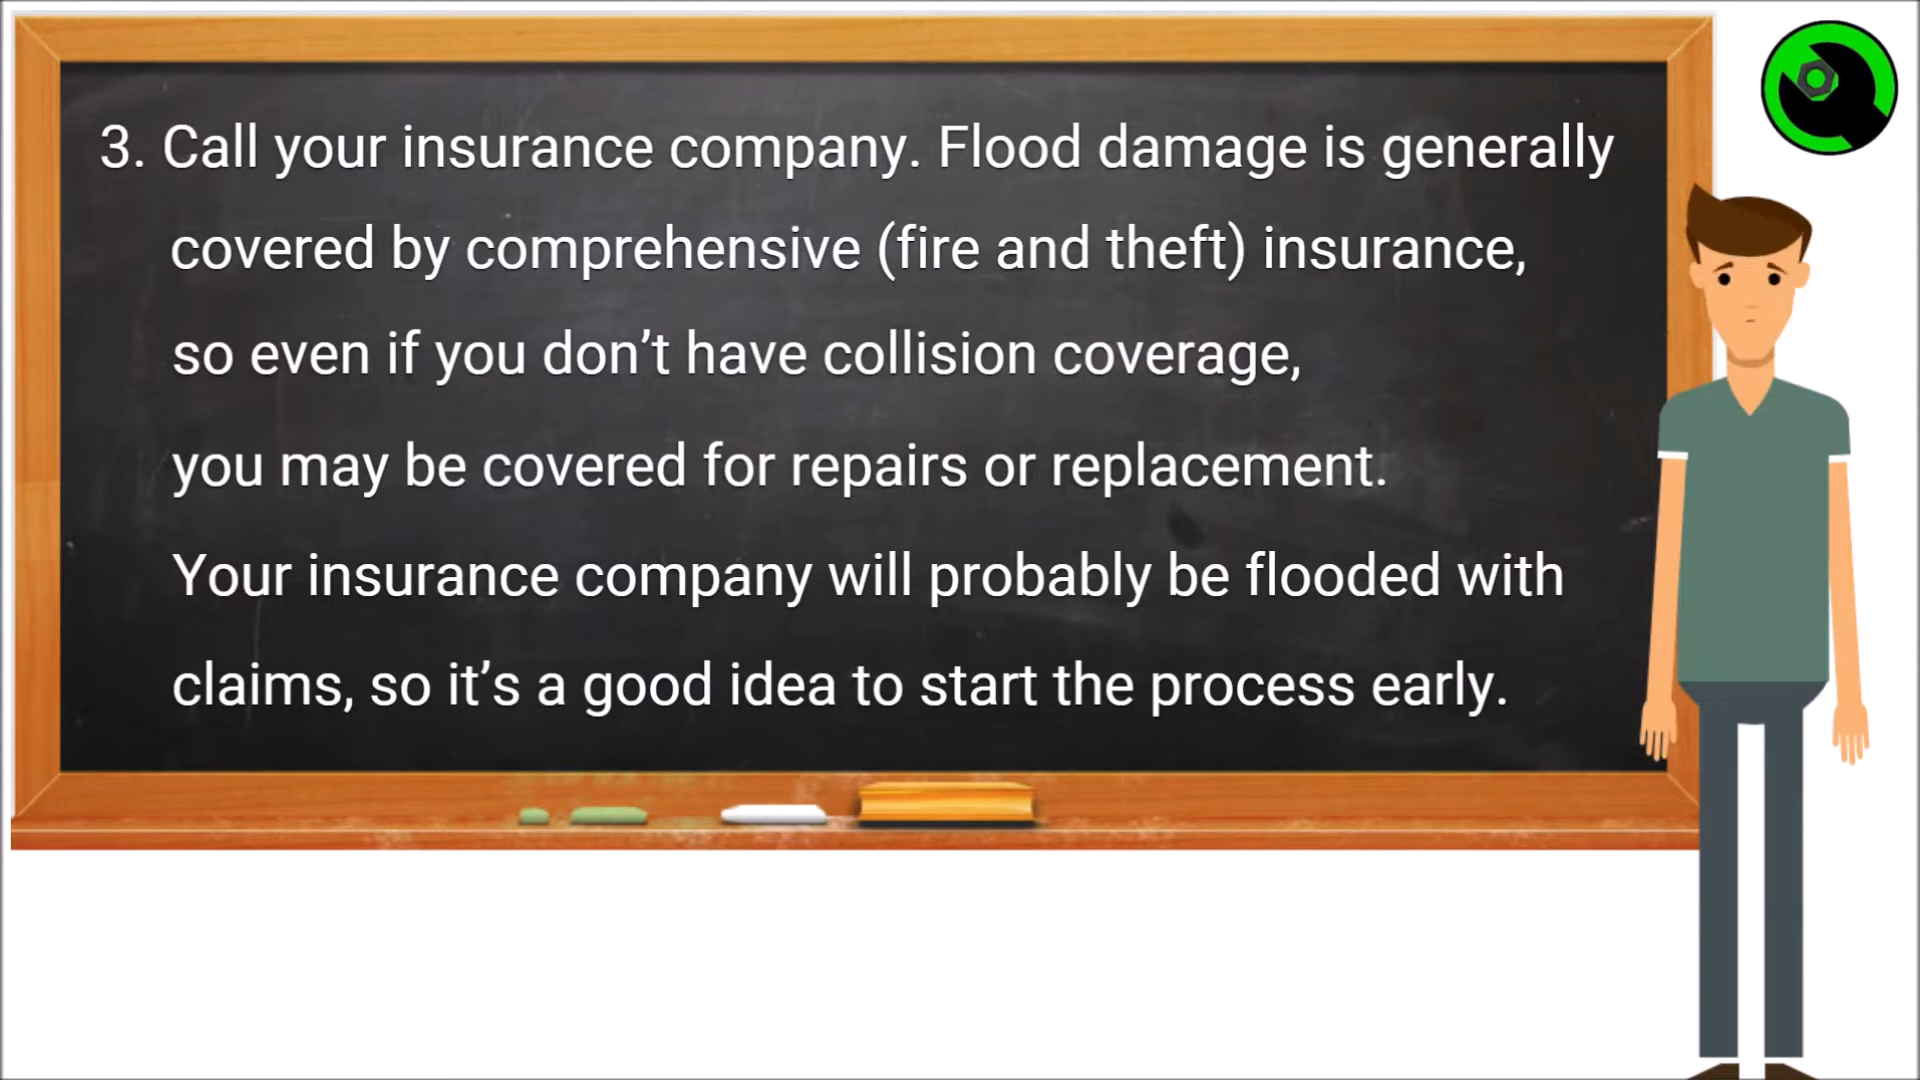 3. Call your insurance company. Flood damage is generally
covered by comprehensive (fire and theft) insurance,
so even if you don’t have collision coverage,
you may be covered for repairs or replacement.
Your insurance company will probably be flooded with
claims, so it’s a good idea to start the process early.